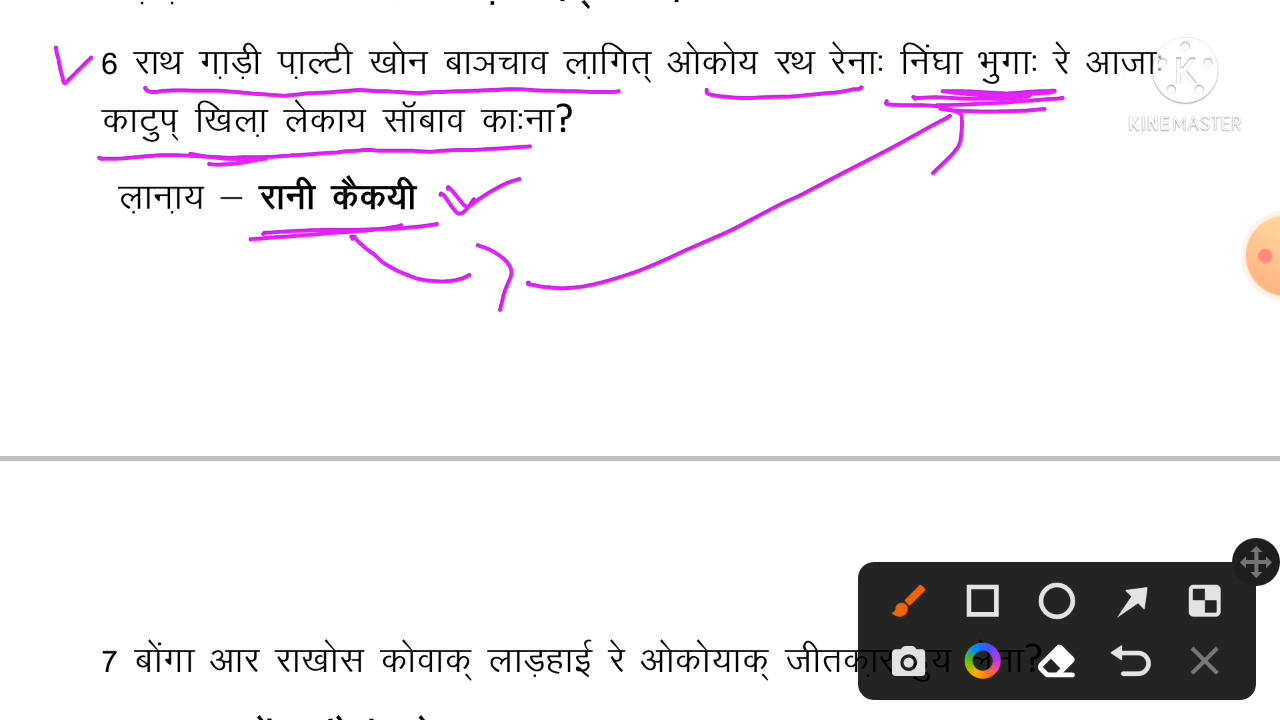 6 राथ गा़ड़ी पा़ल्टी खोन बाञचाव ला़गित् ओकोय रथ रेनाः निंघा भुगाः रे आजाः
काटुप् खिला़ लेकाय सॉबाव काःना?
ला़ना़य – रानी कैकयी
7 बोंगा आर राखोस कोवाक् लाड़हाई रे ओकोयाक् जीतका़र
KINEMASTER